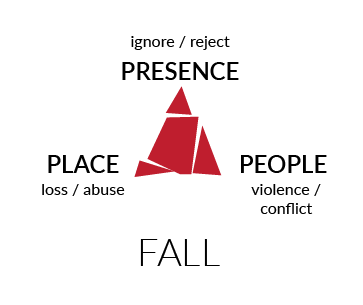 ignore / reject
PRESENCE
PLACE
loss / abuse
PEOPLE
violence /
conflict
FALL